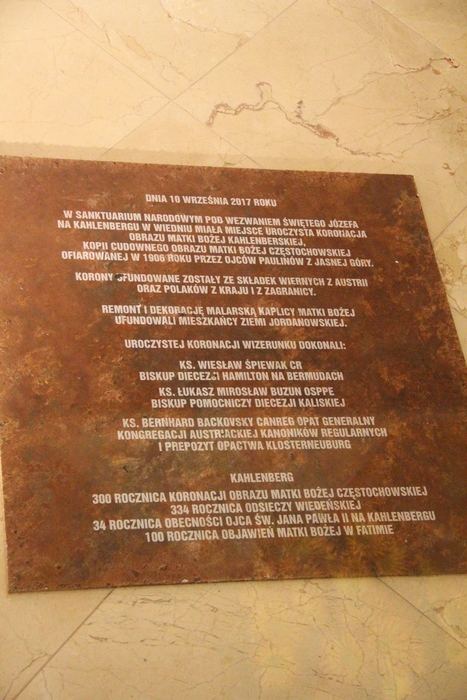 DNIA 10 WRZEŚNIA 2017 ROKU
W SANKTUARIUM NARODOWYM POD WEZWANIEM ŚWIĘTEGO JÓZEFA
NA KAHLENBERGU W WIEDNIU MIAŁA MIEJSCE UROCZYSTA KOROKACJA
OBRAZU MATKI BOŻEJ KAHLENBERSKIEJ,
KOPII CUDOWNEGO OBRAZU MATKI BOŻEJ CZĘSTOCHOWSKIEJ
OFIAROWANEJ W 1906 ROKU PRZEZ OJCÓW PAULINÓW Z JASNEJ GÓRY.
KORONY UFUNDOWANE ZOSTAŁY ZE SKŁADEK WIERNYCH Z AUSTRII
ORAZ POLAKÓW Z KRAJU I Z ZAGRANICY.
REMONT I DEKORACJĘ MALARSKĄ KAPLICY MATKI BOŻEJ
UFUNDOWALI MIESZKAŃCY ZIEMI JORDANOWSKIEJ.
UROCZYSTEJ KORONACJI WIZERUNKU DOKONALI:
KS. WIESŁAW ŚPIEWAK CR
BISKUP DIECEZJI HAMILTON NA BERMUDACH
KS. ŁUKASZ MIROSŁAW BUZUN OSPPE
BISKUP POMOCNICZY DIECEZJI KALISKIEJ
KS. BERNHARD BACKOVSKY CANREG OPAT GENERALNY
KONGREGACJI AUSTRIACKIEJ KANONIKÓW REGULARNYCH
I PREPOZYT OPACTWA KLOSTERNEUBURG
KAHLENBERG
300 ROCZNICA KORONACJI OBRAZU MATKI BOŻEJ CZĘSTOCHOWSKIEJ
334 ROCZNICA ODSIECZY WIEDEŃSKIEJ
34 ROCZNICA OBECNOŚCI OJCA ŚW. JANA PAWŁA II NA KAHLENBERGU
100 ROCZNICA OBJAWIEŃ MATKI BOŻEJ W FATIMIE